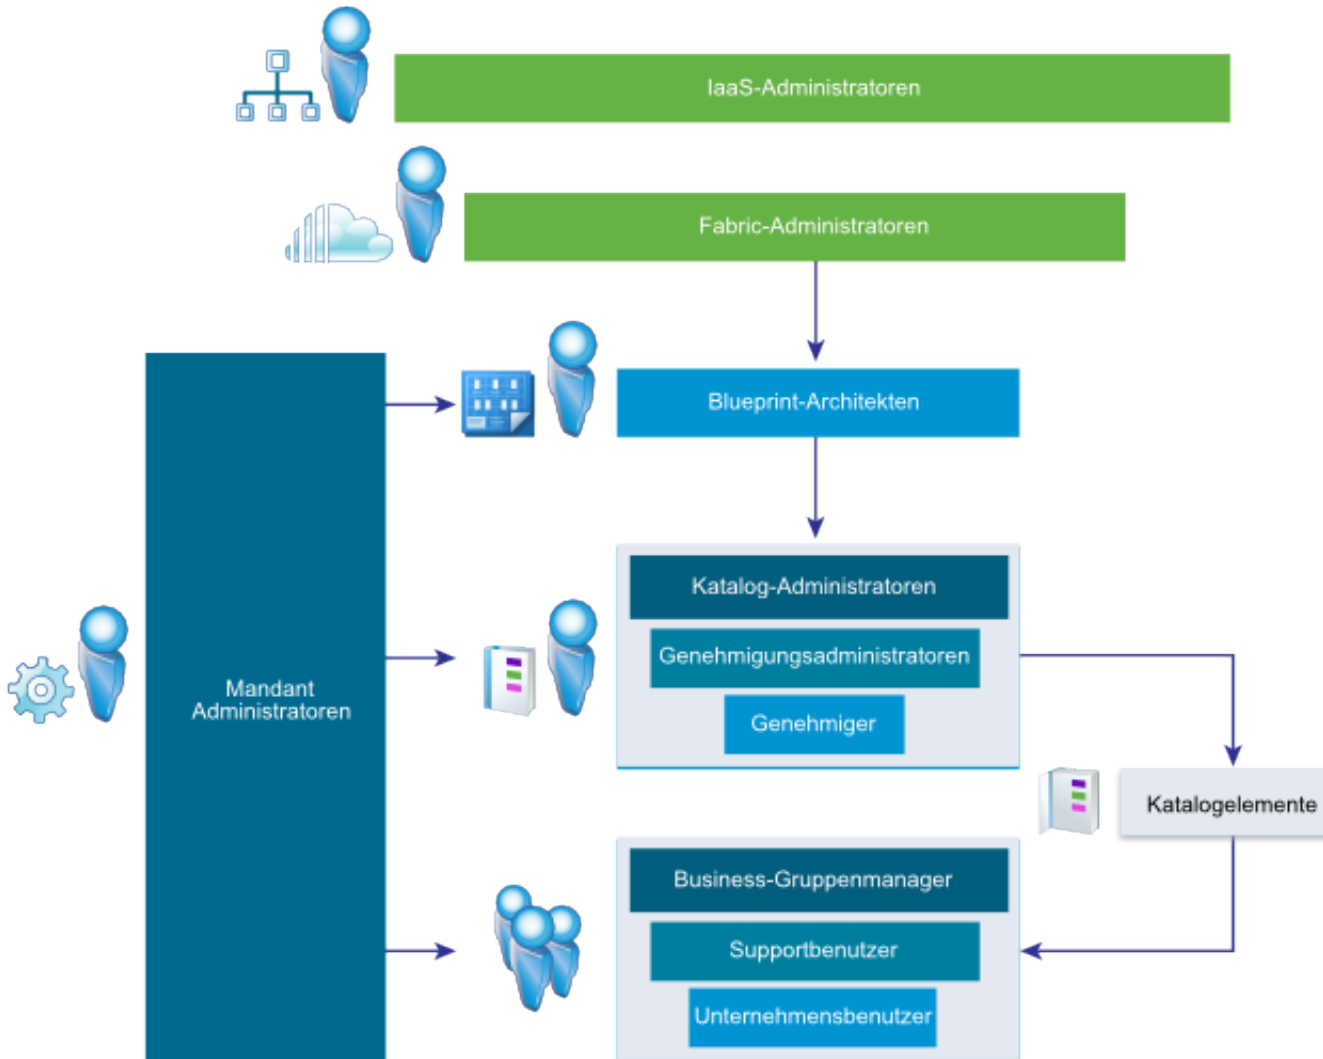 IaaS-Administratoren
Fabric-Administratoren
Blueprint-Architekten
Katalog-Administratoren
Genehmigungsadministratoren
Genehmiger
Mandant
Administratoren
Katalogelemente
Business-Gruppenmanager
Supportbenutzer
Unternehmensbenutzer